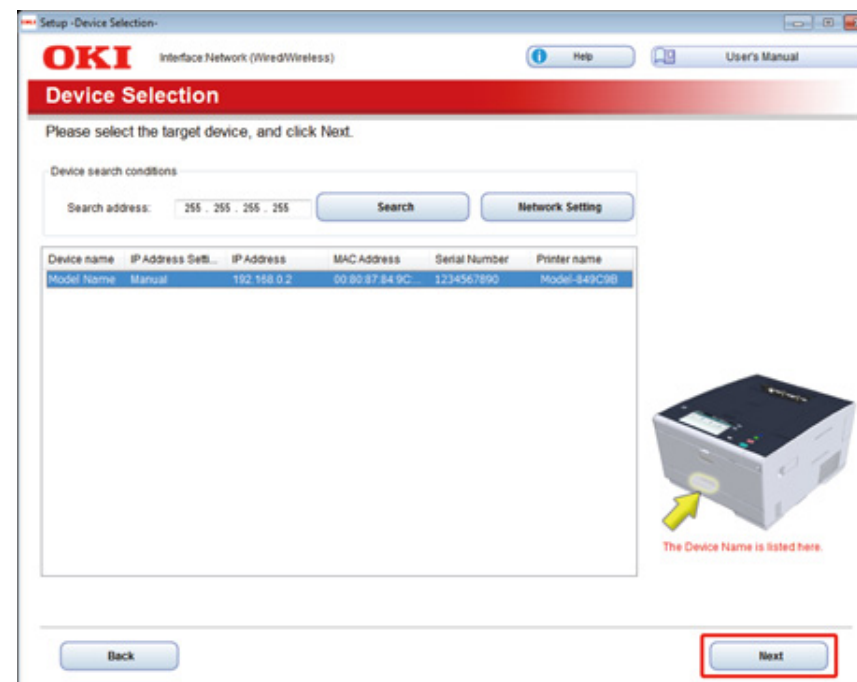 Setup -Device Selection-
OKI Interface:Network (Wired/Wireless) Help User's Manual
Device Selection
Please select the target device, and click Next.
Device search conditions
Search address: 255 . 255 . 255 . 255 Search Network Setting
Device name IP Address Setti... IP Address MAC Address Serial Number Printer name
Model Name Manual 192.168.0.2 00:80:87:84:9C... 1234567890 Model-849C9B
The Device Name is listed here.
Back Next